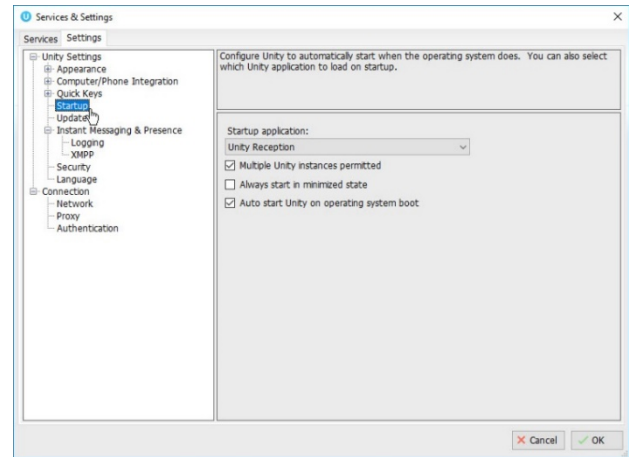 Services & Settings
Services Settings
Unity Settings
Appearance
Computer/Phone Integration
Quick Keys
Startup
Update
Instant Messaging & Presence
Logging
XMPP
Security
Language
Connection
Network
Proxy
Authentication
Configure Unity to automatically start when the operating system does. You can also select
which Unity application to load on startup.
Startup application:
Unity Reception
Multiple Unity instances permitted
Always start in minimized state
Auto start Unity on operating system boot
Cancel OK